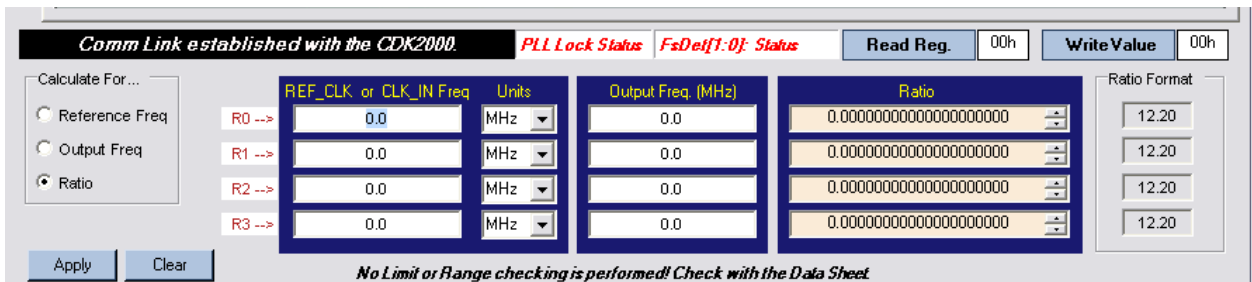 Comm Link established with the CDK2000. PLL Lock Status FsDet[1:0]: Status Read Reg. 00h Write Value 00h
Calculate For... REF_CLK or CLK_IN Freq Units Output Freq. (MHz) Ratio Ratio Format
Reference Freq R0 --> 0.0 MHz 0.0 0.00000000000000000000 12.20
Output Freq R1 --> 0.0 MHz 0.0 0.00000000000000000000 12.20
Ratio R2 --> 0.0 MHz 0.0 0.00000000000000000000 12.20
R3 --> 0.0 MHz 0.0 0.00000000000000000000 12.20
Apply Clear No Limit or Range checking is performed! Check with the Data Sheet.